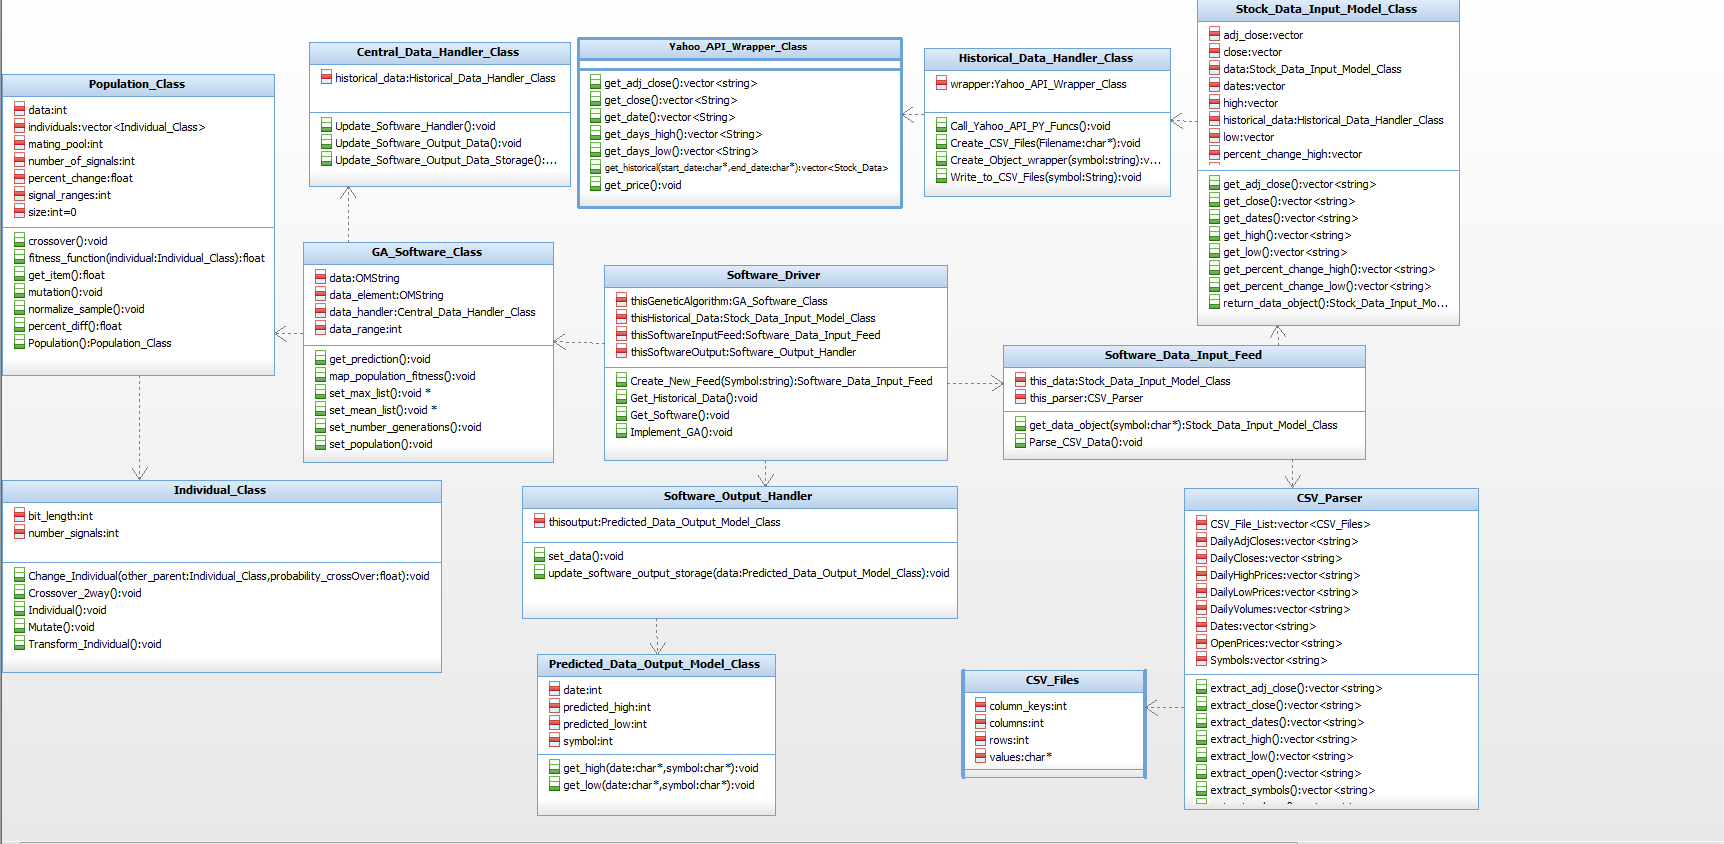 Population_Class
data:int
individuals:vector<Individual_Class>
mating_pool:int
number_of_signals:int
percent_change:float
signal_ranges:int
size:int=0
crossover():void
fitness_function(individual:Individual_Class):float
get_item():float
mutation():void
normalize_sample():void
percent_diff():float
Population():Population_Class
Central_Data_Handler_Class
historical_data:Historical_Data_Handler_Class
Update_Software_Handler():void
Update_Software_Output_Data():void
Update_Software_Output_Data_Storage():...
Yahoo_API_Wrapper_Class
get_adj_close():vector<string>
get_close():vector<String>
get_date():vector<String>
get_days_high():vector<String>
get_days_low():vector<String>
get_historical(start_date:char*,end_date:char*):vector<Stock_Data>
get_price():void
Historical_Data_Handler_Class
wrapper:Yahoo_API_Wrapper_Class
Call_Yahoo_API_PY_Funcs():void
Create_CSV_Files(Filename:char*):void
Create_Object_wrapper(symbol:string):v...
Write_to_CSV_Files(symbol:String):void
Stock_Data_Input_Model_Class
adj_close:vector
close:vector
data:Stock_Data_Input_Model_Class
dates:vector
high:vector
historical_data:Historical_Data_Handler_Class
low:vector
percent_change_high:vector
get_adj_close():vector<string>
get_close():vector<string>
get_dates():vector<string>
get_high():vector<string>
get_low():vector<string>
get_percent_change_high():vector<string>
get_percent_change_low():vector<string>
return_data_object():Stock_Data_Input_Mo...
GA_Software_Class
data:OMString
data_element:OMString
data_handler:Central_Data_Handler_Class
data_range:int
get_prediction():void
map_population_fitness():void
set_max_list():void *
set_mean_list():void *
set_number_generations():void
set_population():void
Software_Driver
thisGeneticAlgorithm:GA_Software_Class
thisHistorical_Data:Stock_Data_Input_Model_Class
thisSoftwareInputFeed:Software_Data_Input_Feed
thisSoftwareOutput:Software_Output_Handler
Create_New_Feed(Symbol:string):Software_Data_Input_Feed
Get_Historical_Data():void
Get_Software():void
Implement_GA():void
Software_Data_Input_Feed
this_data:Stock_Data_Input_Model_Class
this_parser:CSV_Parser
get_data_object(symbol:char*):Stock_Data_Input_Model_Class
Parse_CSV_Data():void
Individual_Class
bit_length:int
number_signals:int
Change_Individual(other_parent:Individual_Class,probability_crossOver:float):void
Crossover_2way():void
Individual():void
Mutate():void
Transform_Individual():void
Software_Output_Handler
thisoutput:Predicted_Data_Output_Model_Class
set_data():void
update_software_output_storage(data:Predicted_Data_Output_Model_Class):void
Predicted_Data_Output_Model_Class
date:int
predicted_high:int
predicted_low:int
symbol:int
get_high(date:char*,symbol:char*):void
get_low(date:char*,symbol:char*):void
CSV_Files
column_keys:int
columns:int
rows:int
values:char*
CSV_Parser
CSV_File_List:vector<CSV_Files>
DailyAdjCloses:vector<string>
DailyCloses:vector<string>
DailyHighPrices:vector<string>
DailyLowPrices:vector<string>
DailyVolumes:vector<string>
Dates:vector<string>
OpenPrices:vector<string>
Symbols:vector<string>
extract_adj_close():vector<string>
extract_close():vector<string>
extract_dates():vector<string>
extract_high():vector<string>
extract_low():vector<string>
extract_open():vector<string>
extract_symbols():vector<string>